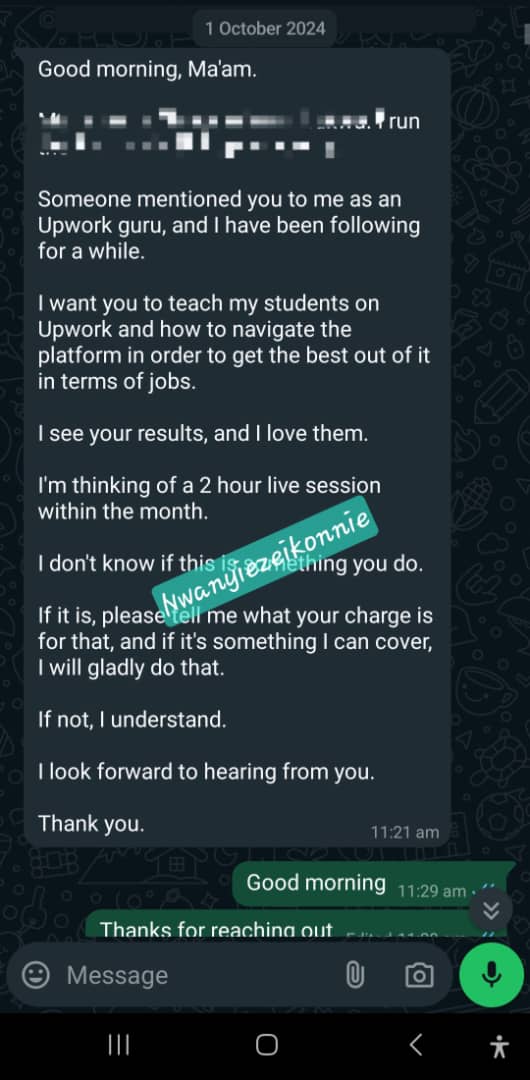 1 October 2024
Good morning, Ma'am.
I run
Someone mentioned you to me as an
Upwork guru, and I have been following
for a while.
I want you to teach my students on
Upwork and how to navigate the
platform in order to get the best out of it
in terms of jobs.
I see your results, and I love them.
I'm thinking of a 2 hour live session
within the month.
I don't know if this is something you do.
Nwanyiezeikonnie
If it is, please tell me what your charge is
for that, and if it's something I can cover,
I will gladly do that.
If not, I understand.
I look forward to hearing from you.
Thank you.
11:21 am
Good morning 11:29 am
Thanks for reaching out Edited
Message